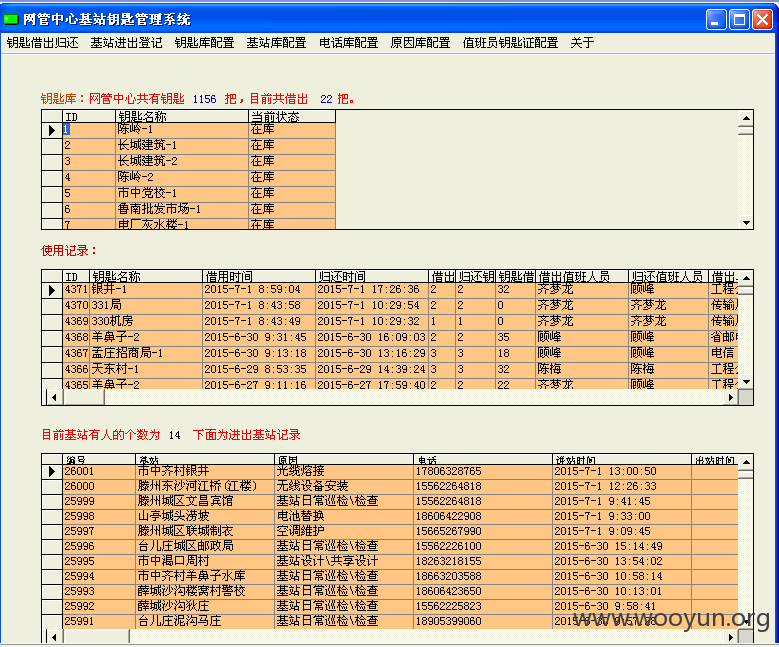 网管中心基站钥匙管理系统
钥匙借出归还 基站进出登记 钥匙库配置 基站库配置 电话库配置 原因库配置 值班员钥匙证配置 关于
钥匙库：网管中心共有钥匙 1156 把，目前共借出 22 把。
ID 钥匙名称 当前状态
1 陈岭-1 在库
2 长城建筑-1 在库
3 长城建筑-2 在库
4 陈岭-2 在库
5 市中党校-1 在库
6 鲁南批发市场-1 在库
7 电厂灰水楼-1 在库
使用记录：
ID 钥匙名称 借用时间 归还时间 借出 归还钥 钥匙借 借出值班人员 归还值班人员 借出
4371 银井-1 2015-7-1 8:59:04 2015-7-1 17:26:36 2 2 32 齐梦龙 顾峰 工程
4370 331局 2015-7-1 8:43:58 2015-7-1 10:29:54 2 2 0 齐梦龙 齐梦龙 传输
4369 330机房 2015-7-1 8:43:49 2015-7-1 10:29:32 1 1 0 齐梦龙 齐梦龙 传输
4368 羊鼻子-2 2015-6-30 9:31:45 2015-6-30 16:09:03 2 2 35 顾峰 顾峰 省邮
4367 孟庄招商局-1 2015-6-30 9:13:18 2015-6-30 13:16:29 3 3 18 顾峰 顾峰 电信
4366 天东村-1 2015-6-29 8:53:35 2015-6-29 14:39:24 3 3 32 陈梅 陈梅 工程
4365 羊鼻子-2 2015-6-27 9:11:16 2015-6-27 17:59:40 2 2 22 齐梦龙 顾峰 工程
目前基站有人的个数为 14 下面为进出基站记录
编号 基站 原因 电话 进站时间 出站时间
26001 市中齐村银井 光缆熔接 17806328765 2015-7-1 13:00:50
26000 滕州东沙河江桥(红楼) 无线设备安装 15562264818 2015-7-1 12:26:33
25999 滕州城区文昌宾馆 基站日常巡检\检查 15562264818 2015-7-1 9:41:45
25998 山亭城头涝坡 电池替换 18606422908 2015-7-1 9:33:00
25997 滕州城区联城制衣 空调维护 15665267990 2015-7-1 9:09:45
25996 台儿庄城区邮政局 基站日常巡检\检查 15562226100 2015-6-30 15:14:49
25995 市中渴口周村 基站设计\共享设计 18263218155 2015-6-30 13:54:02
25994 市中齐村羊鼻子水库 基站日常巡检\检查 18663203588 2015-6-30 10:58:14
25993 薛城沙沟楼窝村警校 基站日常巡检\检查 18606423650 2015-6-30 10:13:01
25992 薛城沙沟狄庄 基站日常巡检\检查 15562225823 2015-6-30 9:58:41
25991 台儿庄泥沟马庄 基站日常巡检\检查 18905399060
www.wooyun.org